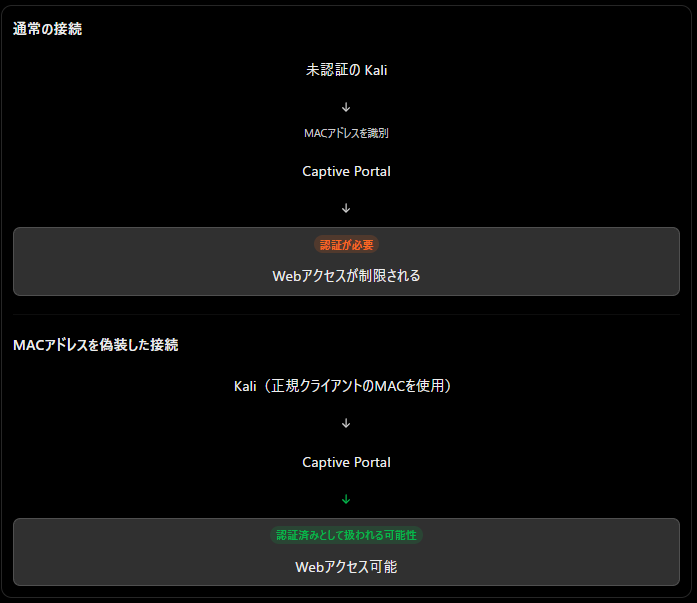 通常の接続
未認証の Kali
↓
MACアドレスを識別
Captive Portal
↓
認証が必要
Webアクセスが制限される
MACアドレスを偽装した接続
Kali（正規クライアントのMACを使用）
↓
Captive Portal
↓
認証済みとして扱われる可能性
Webアクセス可能